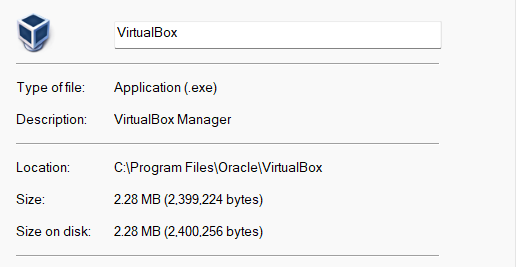 VirtualBox
Type of file: Application (.exe)
Description: VirtualBox Manager
Location: C:\Program Files\Oracle\VirtualBox
Size: 2.28 MB (2,399,224 bytes)
Size on disk: 2.28 MB (2,400,256 bytes)